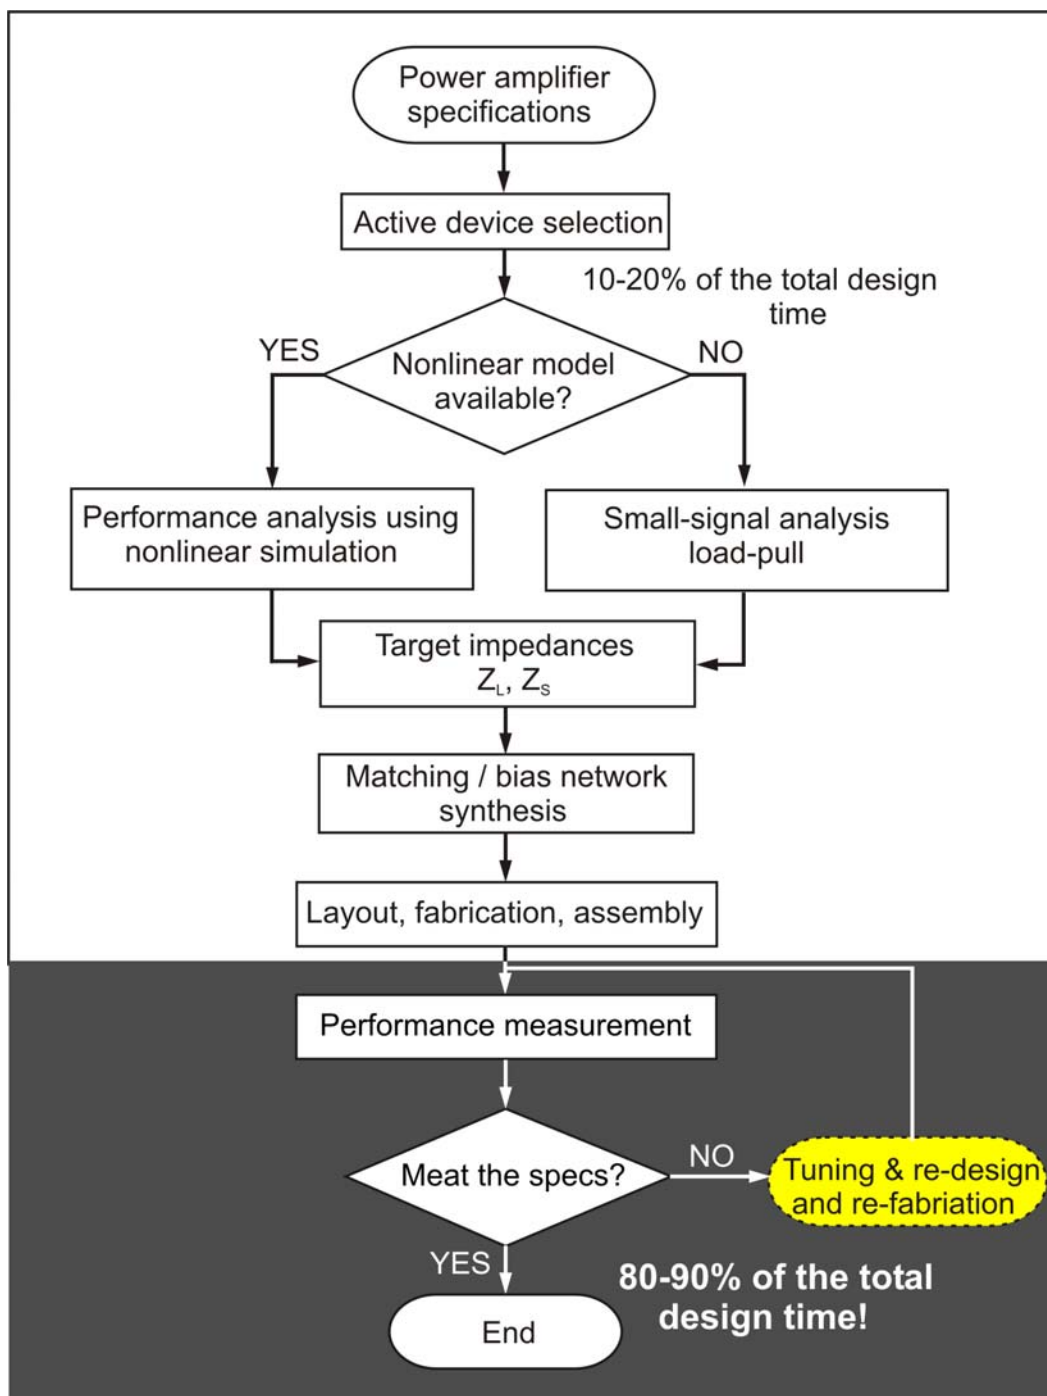 Power amplifier
specifications
Active device selection
10-20% of the total design
time
YES
NO
Nonlinear model
available?
Performance analysis using
nonlinear simulation
Small-signal analysis
load-pull
Target impedances
Z_L, Z_S
Matching / bias network
synthesis
Layout, fabrication, assembly
Performance measurement
Meat the specs?
NO
Tuning & re-design
and re-fabriation
YES
80-90% of the total
design time!
End